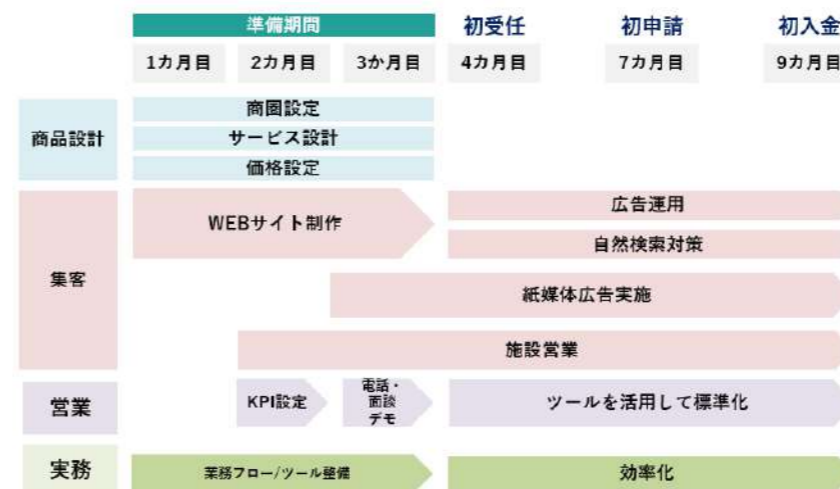 準備期間
初受任
初申請
初入金
1カ月目
2カ月目
3か月目
4カ月目
7カ月目
9カ月目
商品設計
商圏設定
サービス設計
価格設定
集客
WEBサイト制作
広告運用
自然検索対策
紙媒体広告実施
施設営業
営業
KPI設定
電話・
面談
デモ
ツールを活用して標準化
実務
業務フロー/ツール整備
効率化